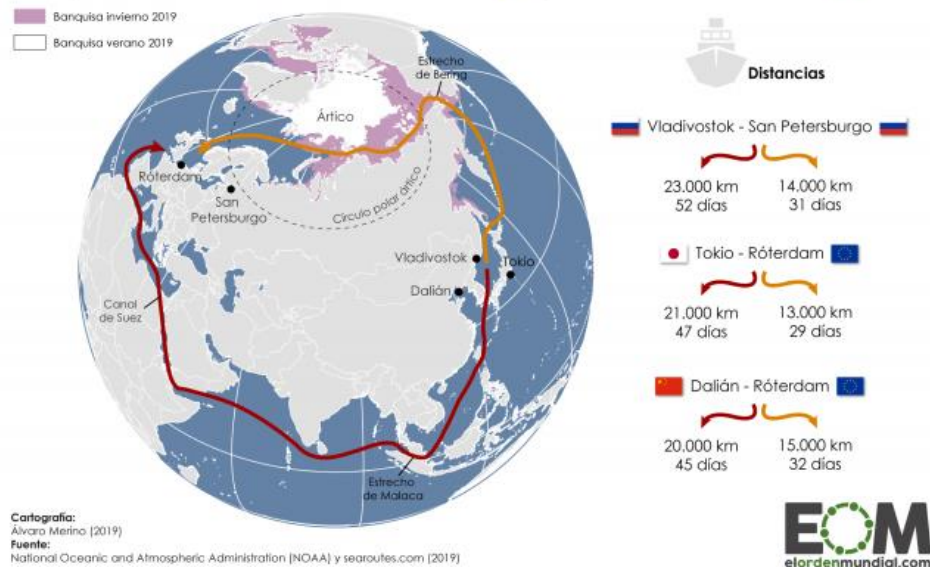 Banquisa invierno 2019
Banquisa verano 2019
Estrecho
de Bering
Ártico
Róterdam
San
Petersburgo
Círculo polar ártico
Vladivostok
Tokio
Dalián
Canal
de Suez
Estrecho
de Malaca
Distancias
Vladivostok - San Petersburgo
23.000 km
52 días
14.000 km
31 días
Tokio - Róterdam
21.000 km
47 días
13.000 km
29 días
Dalián - Róterdam
20.000 km
45 días
15.000 km
32 días
Cartografía:
Álvaro Merino (2019)
Fuente:
National Oceanic and Atmospheric Administration (NOAA) y searoutes.com (2019)
EOM
elordenmundial.com